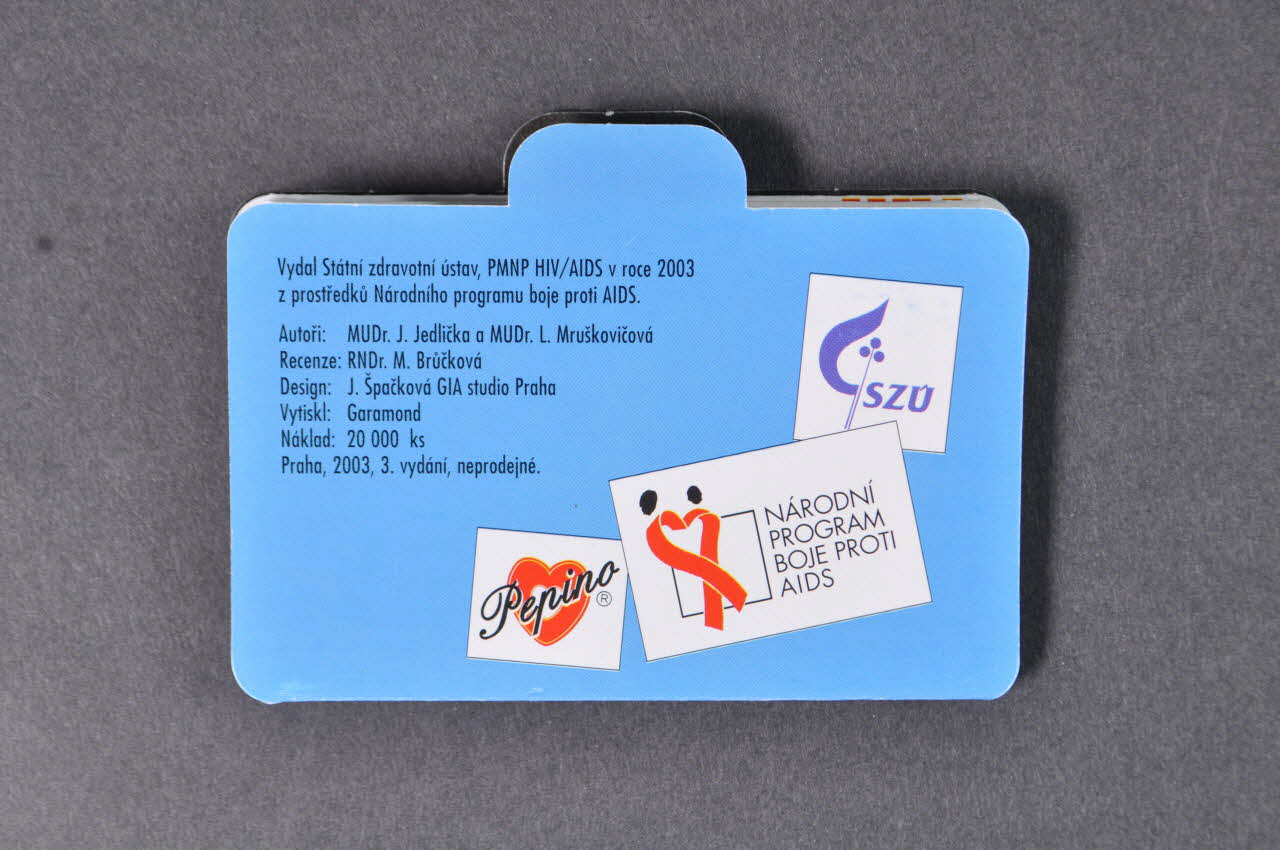 Vydal Státní zdravotní ústav, PMNP HIV/AIDS v roce 2003
z prostředků Národního programu boje proti AIDS.
Autoři: MUDr. J. Jedlička a MUDr. L. Mruškovičová
Recenze: RNDr. M. Brůčková
Design: J. Špačková GIA studio Praha
Vytiskl: Garamond
Náklad: 20 000 ks
Praha, 2003, 3. vydání, neprodejné.
SZÚ
NÁRODNÍ
PROGRAM
BOJE PROTI
AIDS
Pepino ®